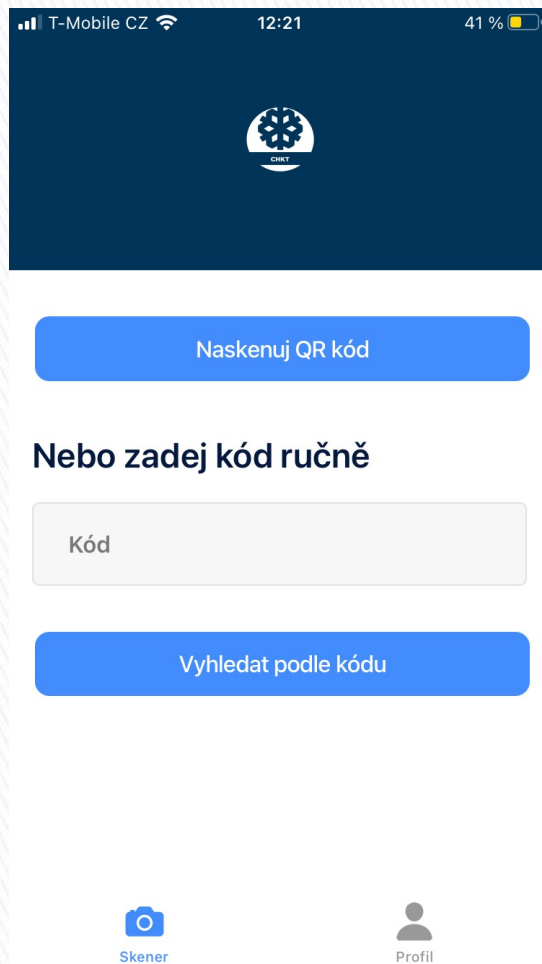 T-Mobile CZ 12:21 41 %
CHKT
Naskenuj QR kód
Nebo zadej kód ručně
Kód
Vyhledat podle kódu
Skener Profil